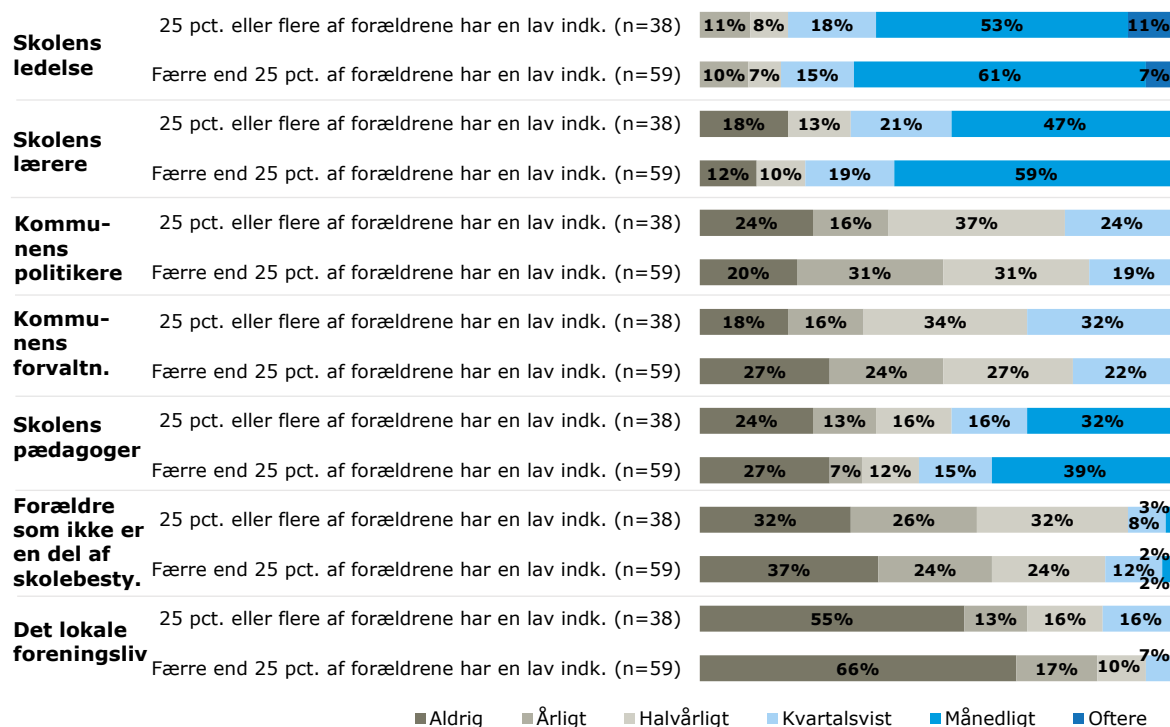 Skolens
ledelse
25 pct. eller flere af forældrene har en lav indk. (n=38)
11% 8% 18% 53% 11%
Færre end 25 pct. af forældrene har en lav indk. (n=59)
10% 7% 15% 61% 7%
Skolens
lærere
25 pct. eller flere af forældrene har en lav indk. (n=38)
18% 13% 21% 47%
Færre end 25 pct. af forældrene har en lav indk. (n=59)
12% 10% 19% 59%
Kommu-
nens
politikere
25 pct. eller flere af forældrene har en lav indk. (n=38)
24% 16% 37% 24%
Færre end 25 pct. af forældrene har en lav indk. (n=59)
20% 31% 31% 19%
Kommu-
nens
forvaltn.
25 pct. eller flere af forældrene har en lav indk. (n=38)
18% 16% 34% 32%
Færre end 25 pct. af forældrene har en lav indk. (n=59)
27% 24% 27% 22%
Skolens
pædagoger
25 pct. eller flere af forældrene har en lav indk. (n=38)
24% 13% 16% 16% 32%
Færre end 25 pct. af forældrene har en lav indk. (n=59)
27% 7% 12% 15% 39%
Forældre
som ikke er
en del af
skolebesty.
25 pct. eller flere af forældrene har en lav indk. (n=38)
32% 26% 32% 8% 3%
Færre end 25 pct. af forældrene har en lav indk. (n=59)
37% 24% 24% 12% 2% 2%
Det lokale
foreningsliv
25 pct. eller flere af forældrene har en lav indk. (n=38)
55% 13% 16% 16%
Færre end 25 pct. af forældrene har en lav indk. (n=59)
66% 17% 10% 7%
Aldrig Årligt Halvårligt Kvartalsvist Månedligt Oftere